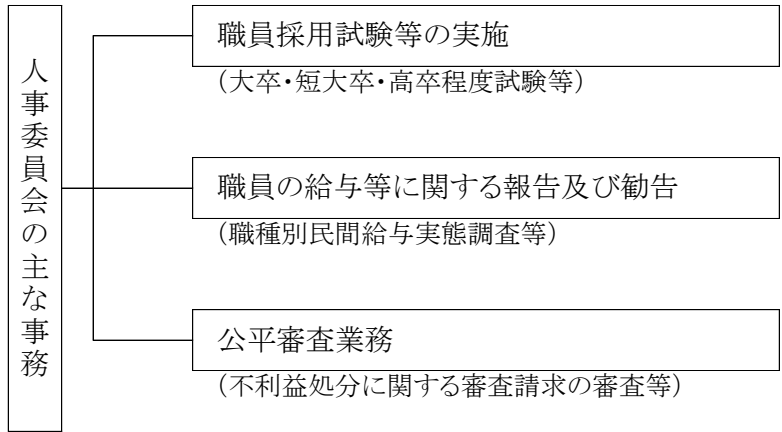 人事委員会の主な事務
職員採用試験等の実施
（大卒・短大卒・高卒程度試験等）
職員の給与等に関する報告及び勧告
（職種別民間給与実態調査等）
公平審査業務
（不利益処分に関する審査請求の審査等）